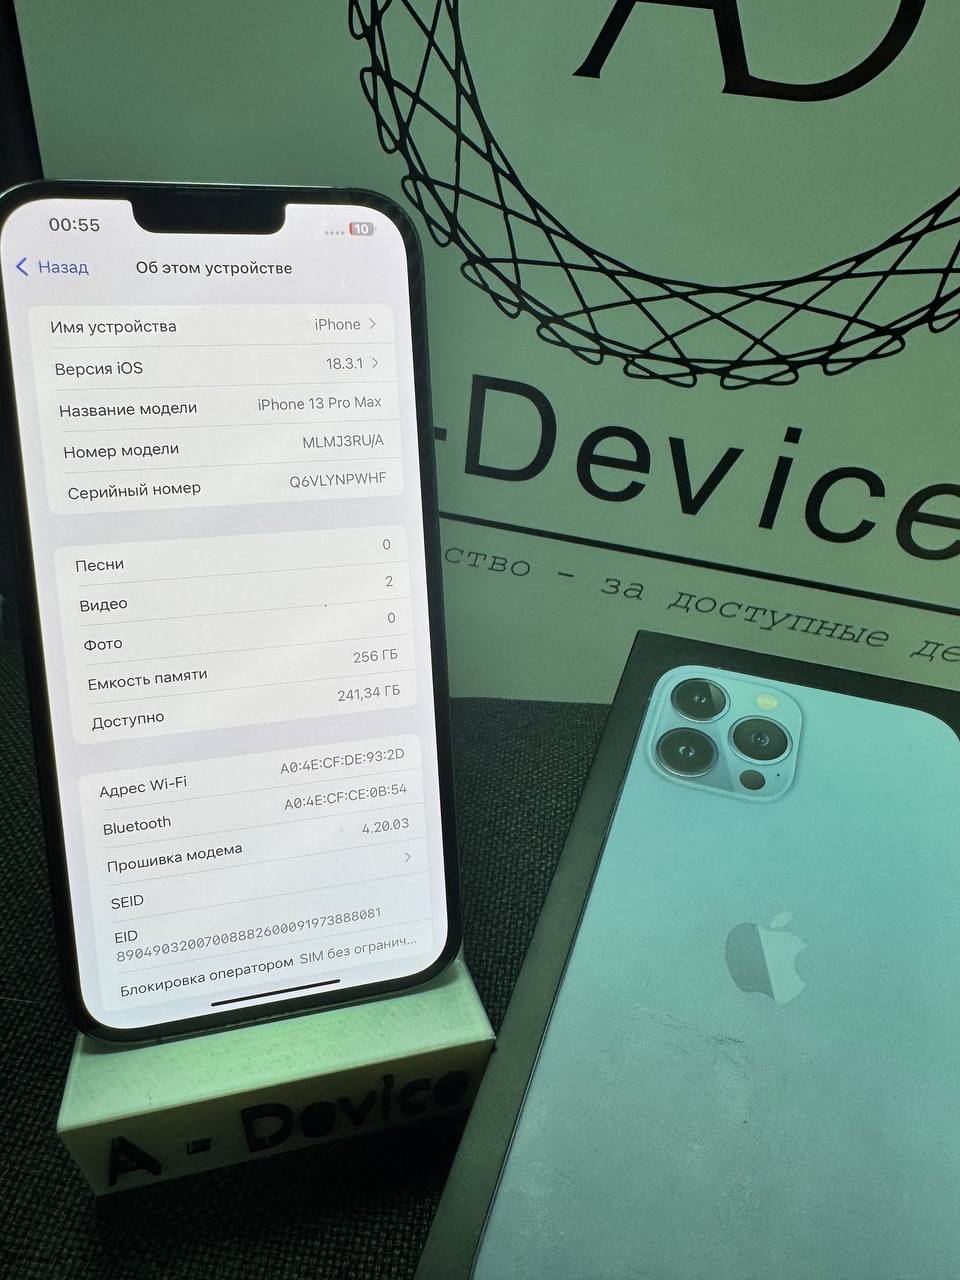 AD
-Device
ство - за доступные де
00:55
10
Назад
Об этом устройстве
Имя устройства iPhone
Версия iOS 18.3.1
Название модели iPhone 13 Pro Max
Номер модели MLMJ3RU/A
Серийный номер Q6VLYNPWHF
Песни 0
Видео 2
Фото 0
Емкость памяти 256 ГБ
Доступно 241,34 ГБ
Адрес Wi-Fi A0:4E:CF:DE:93:2D
Bluetooth A0:4E:CF:CE:0B:54
Прошивка модема 4.20.03
SEID
EID
89049032007008882600091973888081
Блокировка оператором SIM без огранич...
A - Device